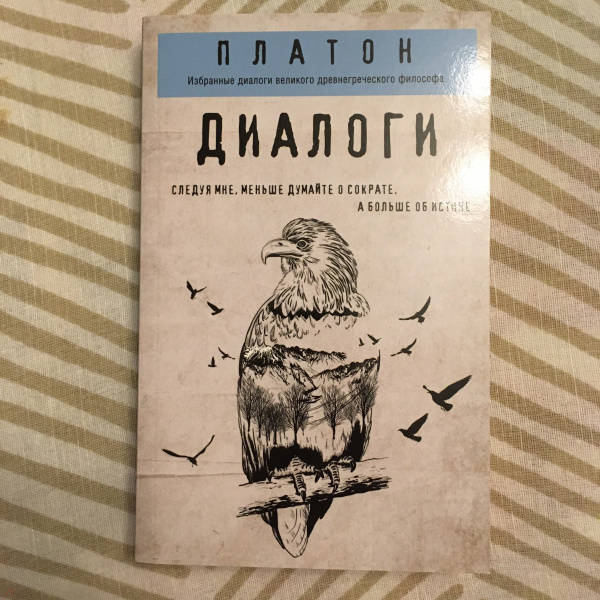 ПЛАТОН
Избранные диалоги великого древнегреческого философа
ДИАЛОГИ
СЛЕДУЯ МНЕ, МЕНЬШЕ ДУМАЙТЕ О СОКРАТЕ,
А БОЛЬШЕ ОБ ИСТИНЕ